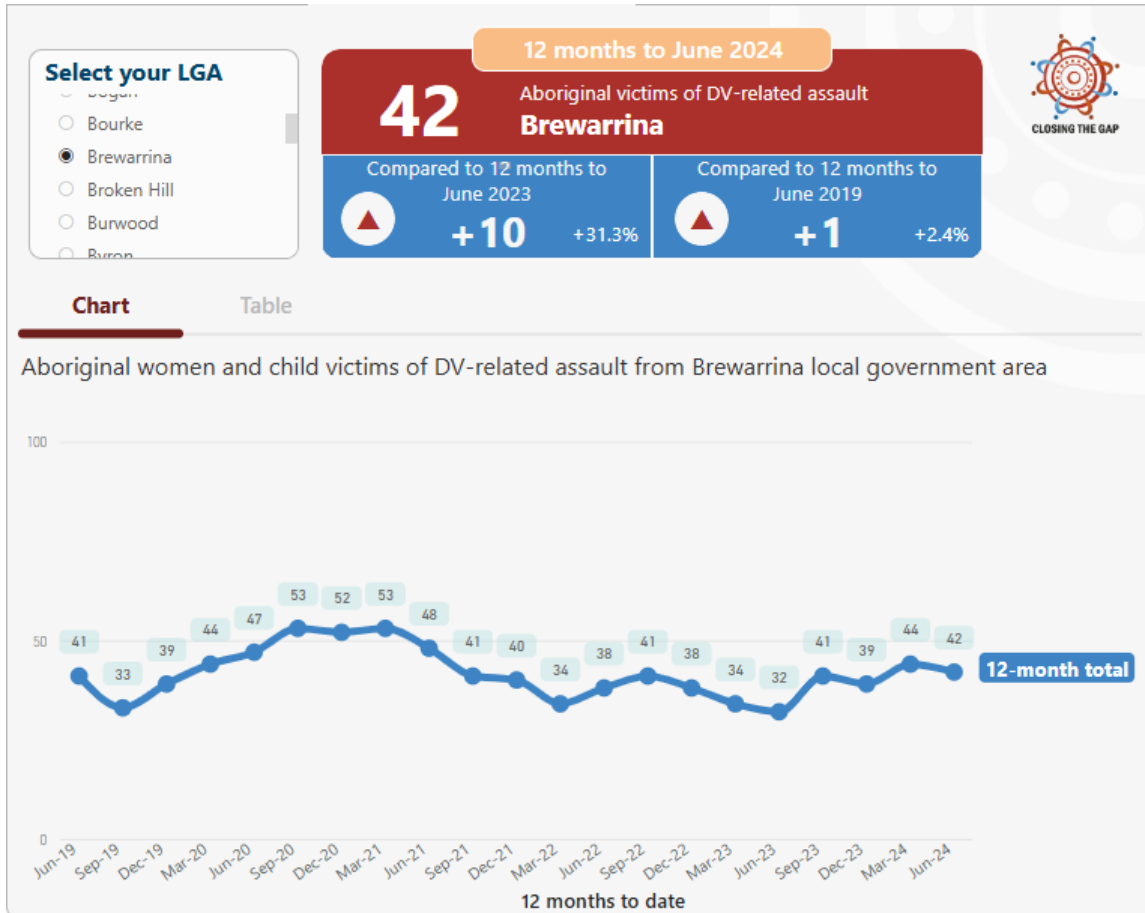 12 months to June 2024
Select your LGA
Bogan
Bourke
Brewarrina
Broken Hill
Burwood
Byron
42
Aboriginal victims of DV-related assault
Brewarrina
CLOSING THE GAP
Compared to 12 months to
June 2023
+10
+31.3%
Compared to 12 months to
June 2019
+1
+2.4%
Chart
Table
Aboriginal women and child victims of DV-related assault from Brewarrina local government area
100
50
0
41
33
39
44
47
53
52
53
48
41
40
34
38
41
38
34
32
41
39
44
42
12-month total
Jun-19
Sep-19
Dec-19
Mar-20
Jun-20
Sep-20
Dec-20
Mar-21
Jun-21
Sep-21
Dec-21
Mar-22
Jun-22
Sep-22
Dec-22
Mar-23
Jun-23
Sep-23
Dec-23
Mar-24
Jun-24
12 months to date